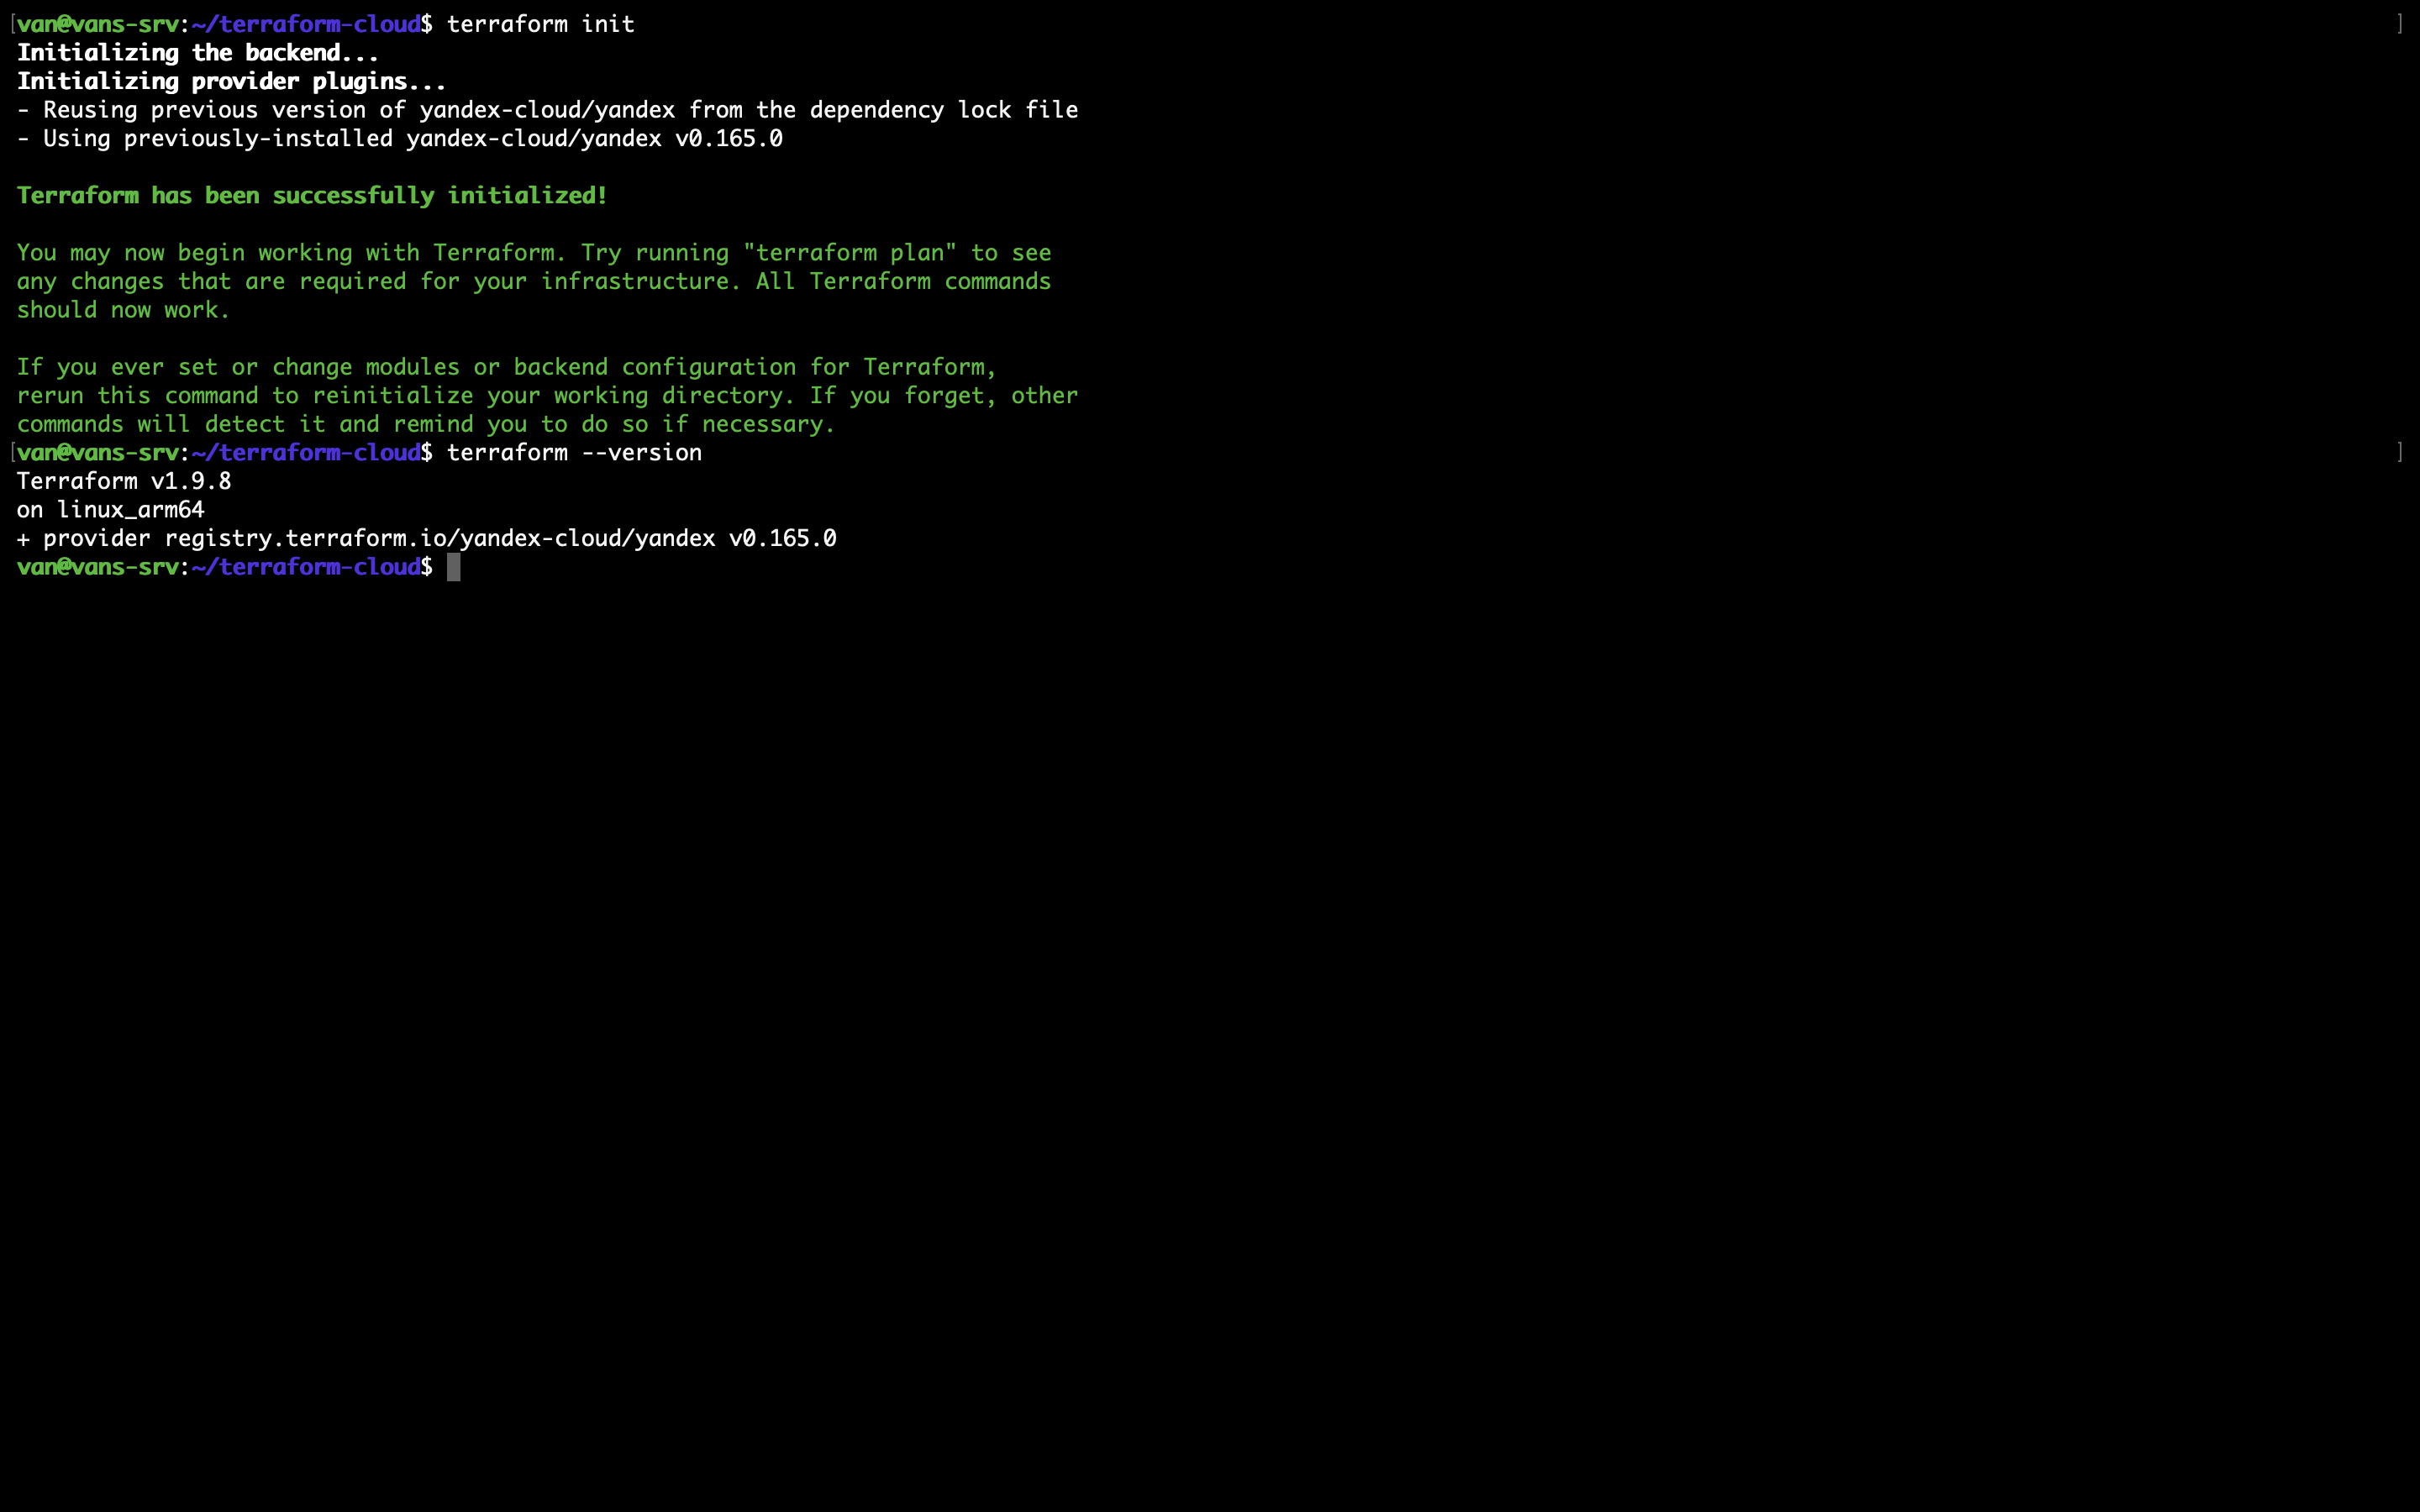 [van@vans-srv:~/terraform-cloud$ terraform init ]
Initializing the backend...
Initializing provider plugins...
- Reusing previous version of yandex-cloud/yandex from the dependency lock file
- Using previously-installed yandex-cloud/yandex v0.165.0
Terraform has been successfully initialized!
You may now begin working with Terraform. Try running "terraform plan" to see
any changes that are required for your infrastructure. All Terraform commands
should now work.
If you ever set or change modules or backend configuration for Terraform,
rerun this command to reinitialize your working directory. If you forget, other
commands will detect it and remind you to do so if necessary.
[van@vans-srv:~/terraform-cloud$ terraform --version ]
Terraform v1.9.8
on linux_arm64
+ provider registry.terraform.io/yandex-cloud/yandex v0.165.0
van@vans-srv:~/terraform-cloud$